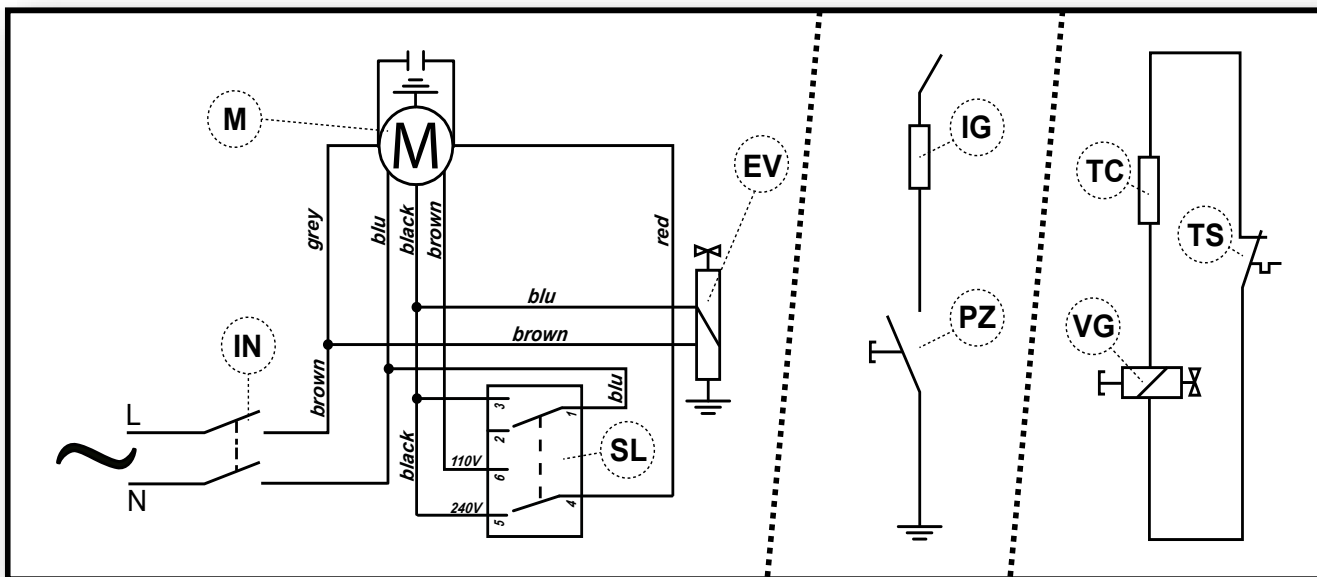 M
M
IG
EV
TC
grey
blu
black
brown
red
TS
blu
PZ
VG
brown
IN
brown
blu
L
3
1
2
SL
black
110V
6
N
240V
5
4